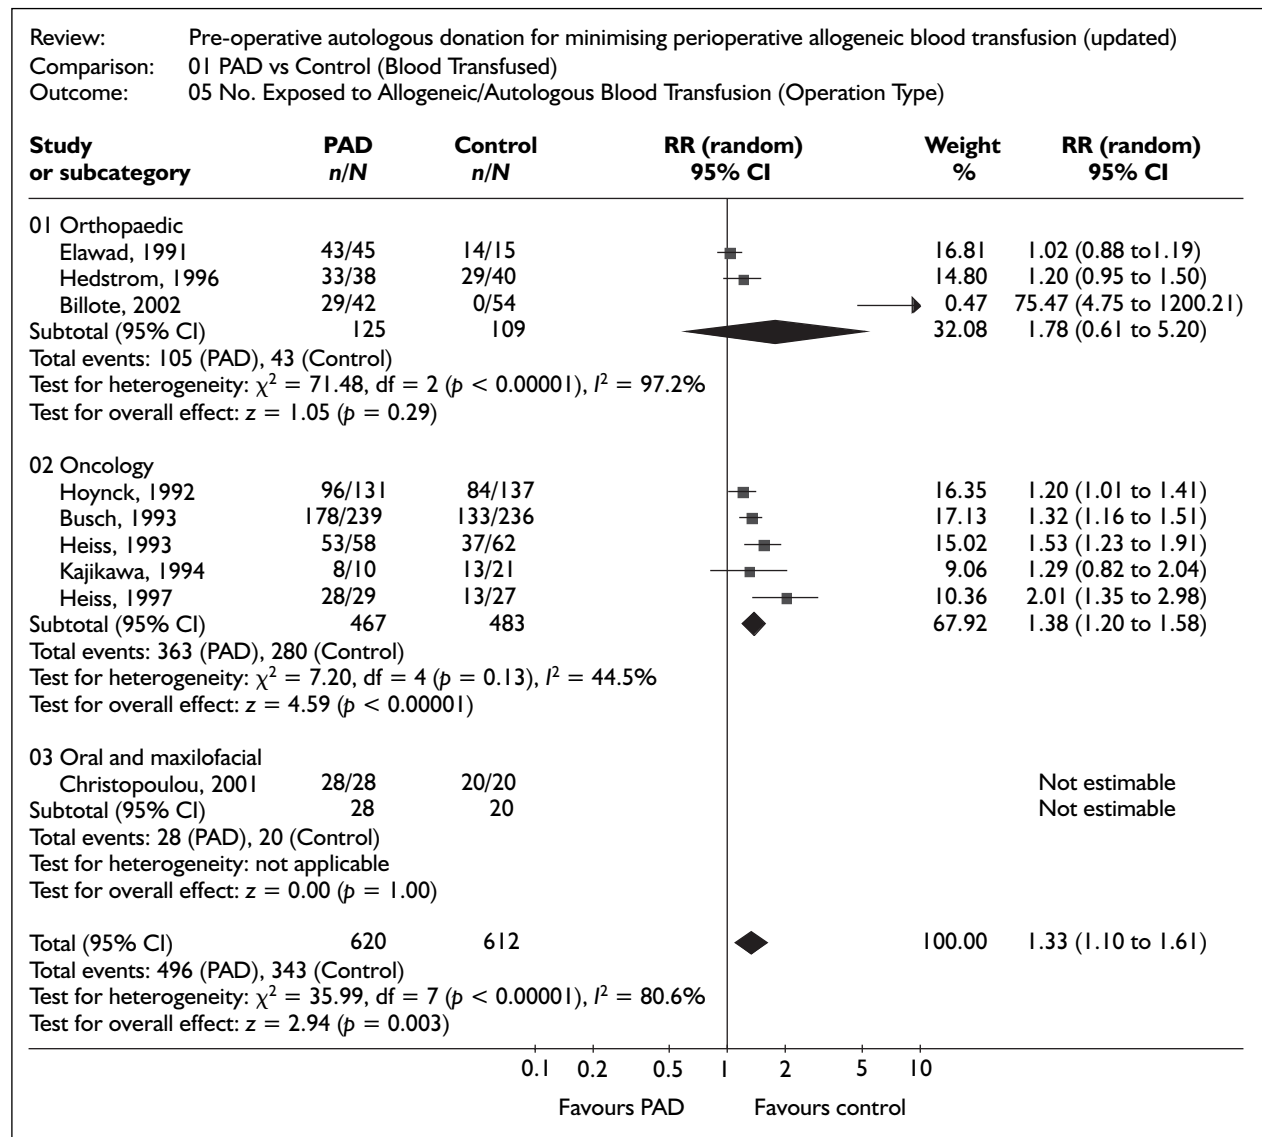 Review: Pre-operative autologous donation for minimising perioperative allogeneic blood transfusion (updated)
Comparison: 01 PAD vs Control (Blood Transfused)
Outcome: 05 No. Exposed to Allogeneic/Autologous Blood Transfusion (Operation Type)
Study PAD Control RR (random) Weight RR (random)
or subcategory n/N n/N 95% CI % 95% CI
01 Orthopaedic
Elawad, 1991 43/45 14/15 16.81 1.02 (0.88 to1.19)
Hedstrom, 1996 33/38 29/40 14.80 1.20 (0.95 to 1.50)
Billote, 2002 29/42 0/54 0.47 75.47 (4.75 to 1200.21)
Subtotal (95% CI) 125 109 32.08 1.78 (0.61 to 5.20)
Total events: 105 (PAD), 43 (Control)
Test for heterogeneity: χ² = 71.48, df = 2 (p < 0.00001), I² = 97.2%
Test for overall effect: z = 1.05 (p = 0.29)
02 Oncology
Hoynck, 1992 96/131 84/137 16.35 1.20 (1.01 to 1.41)
Busch, 1993 178/239 133/236 17.13 1.32 (1.16 to 1.51)
Heiss, 1993 53/58 37/62 15.02 1.53 (1.23 to 1.91)
Kajikawa, 1994 8/10 13/21 9.06 1.29 (0.82 to 2.04)
Heiss, 1997 28/29 13/27 10.36 2.01 (1.35 to 2.98)
Subtotal (95% CI) 467 483 67.92 1.38 (1.20 to 1.58)
Total events: 363 (PAD), 280 (Control)
Test for heterogeneity: χ² = 7.20, df = 4 (p = 0.13), I² = 44.5%
Test for overall effect: z = 4.59 (p < 0.00001)
03 Oral and maxilofacial
Christopoulou, 2001 28/28 20/20 Not estimable
Subtotal (95% CI) 28 20 Not estimable
Total events: 28 (PAD), 20 (Control)
Test for heterogeneity: not applicable
Test for overall effect: z = 0.00 (p = 1.00)
Total (95% CI) 620 612 100.00 1.33 (1.10 to 1.61)
Total events: 496 (PAD), 343 (Control)
Test for heterogeneity: χ² = 35.99, df = 7 (p < 0.00001), I² = 80.6%
Test for overall effect: z = 2.94 (p = 0.003)
0.1 0.2 0.5 1 2 5 10
Favours PAD Favours control